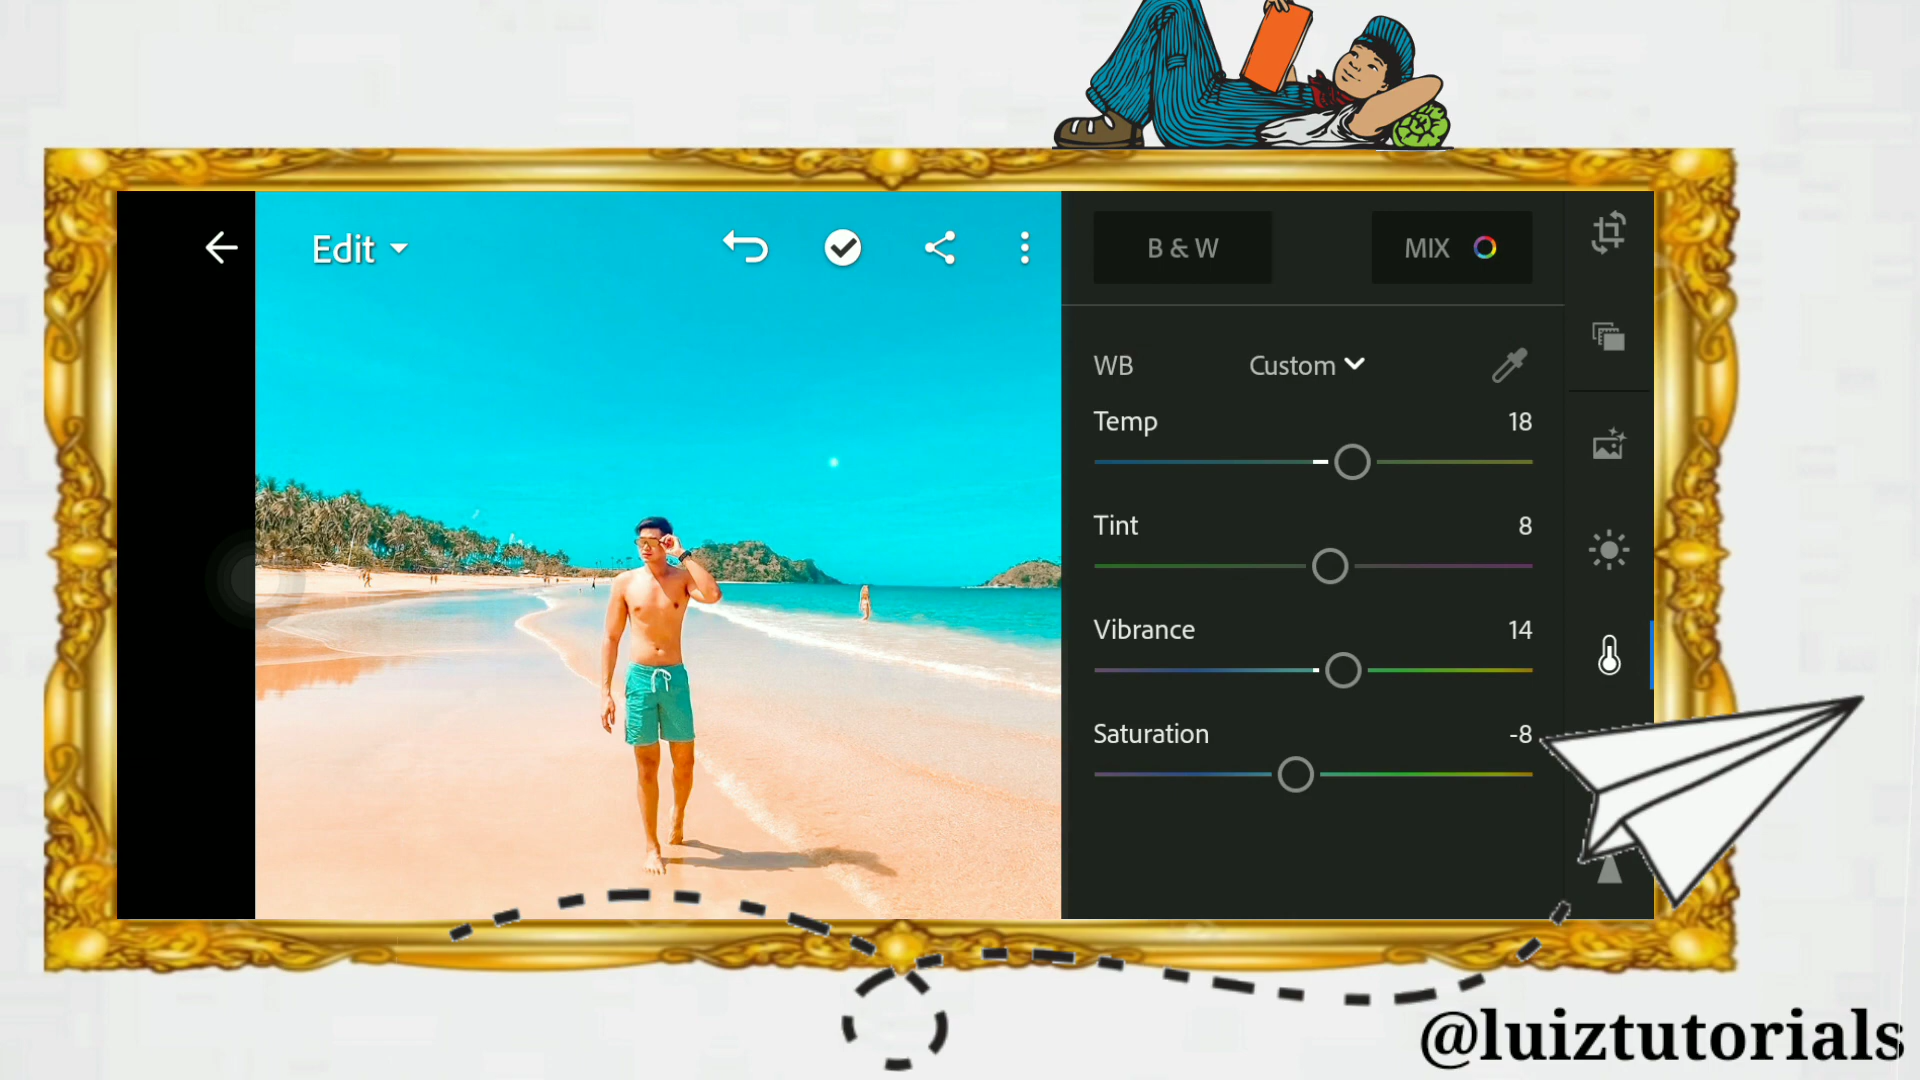 Edit
B & W
MIX
WB
Custom
Temp
18
Tint
8
Vibrance
14
Saturation
-8
@luiztutorials